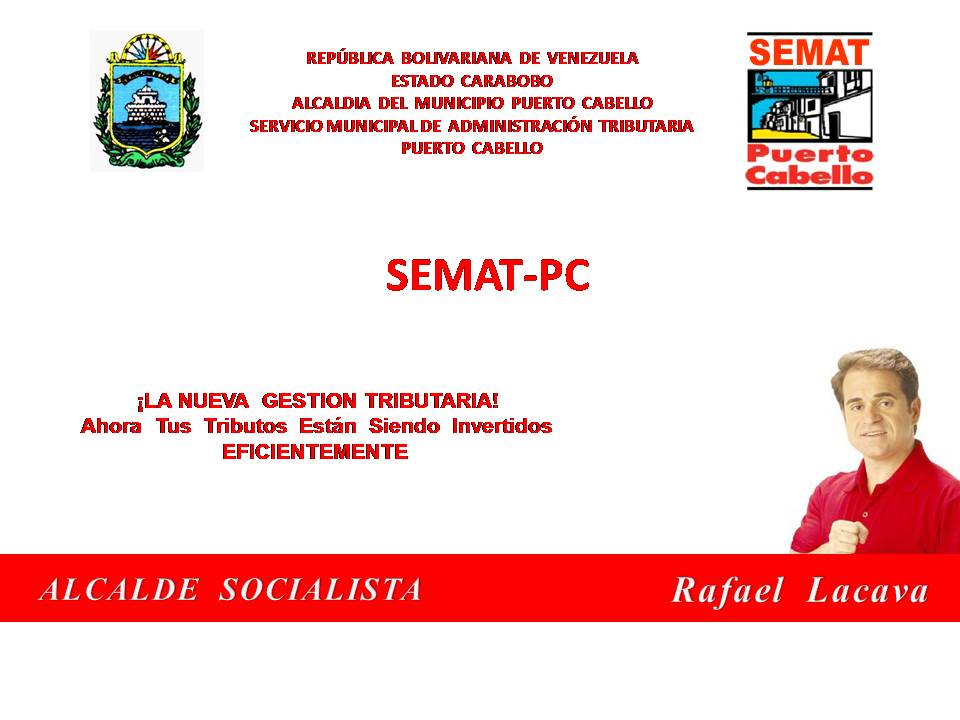 REPÚBLICA BOLIVARIANA DE VENEZUELA
ESTADO CARABOBO
ALCALDIA DEL MUNICIPIO PUERTO CABELLO
SERVICIO MUNICIPAL DE ADMINISTRACIÓN TRIBUTARIA
PUERTO CABELLO
SEMAT
Puerto
Cabello
SEMAT-PC
¡LA NUEVA GESTION TRIBUTARIA!
Ahora Tus Tributos Están Siendo Invertidos
EFICIENTEMENTE
ALCALDE SOCIALISTA
Rafael Lacava